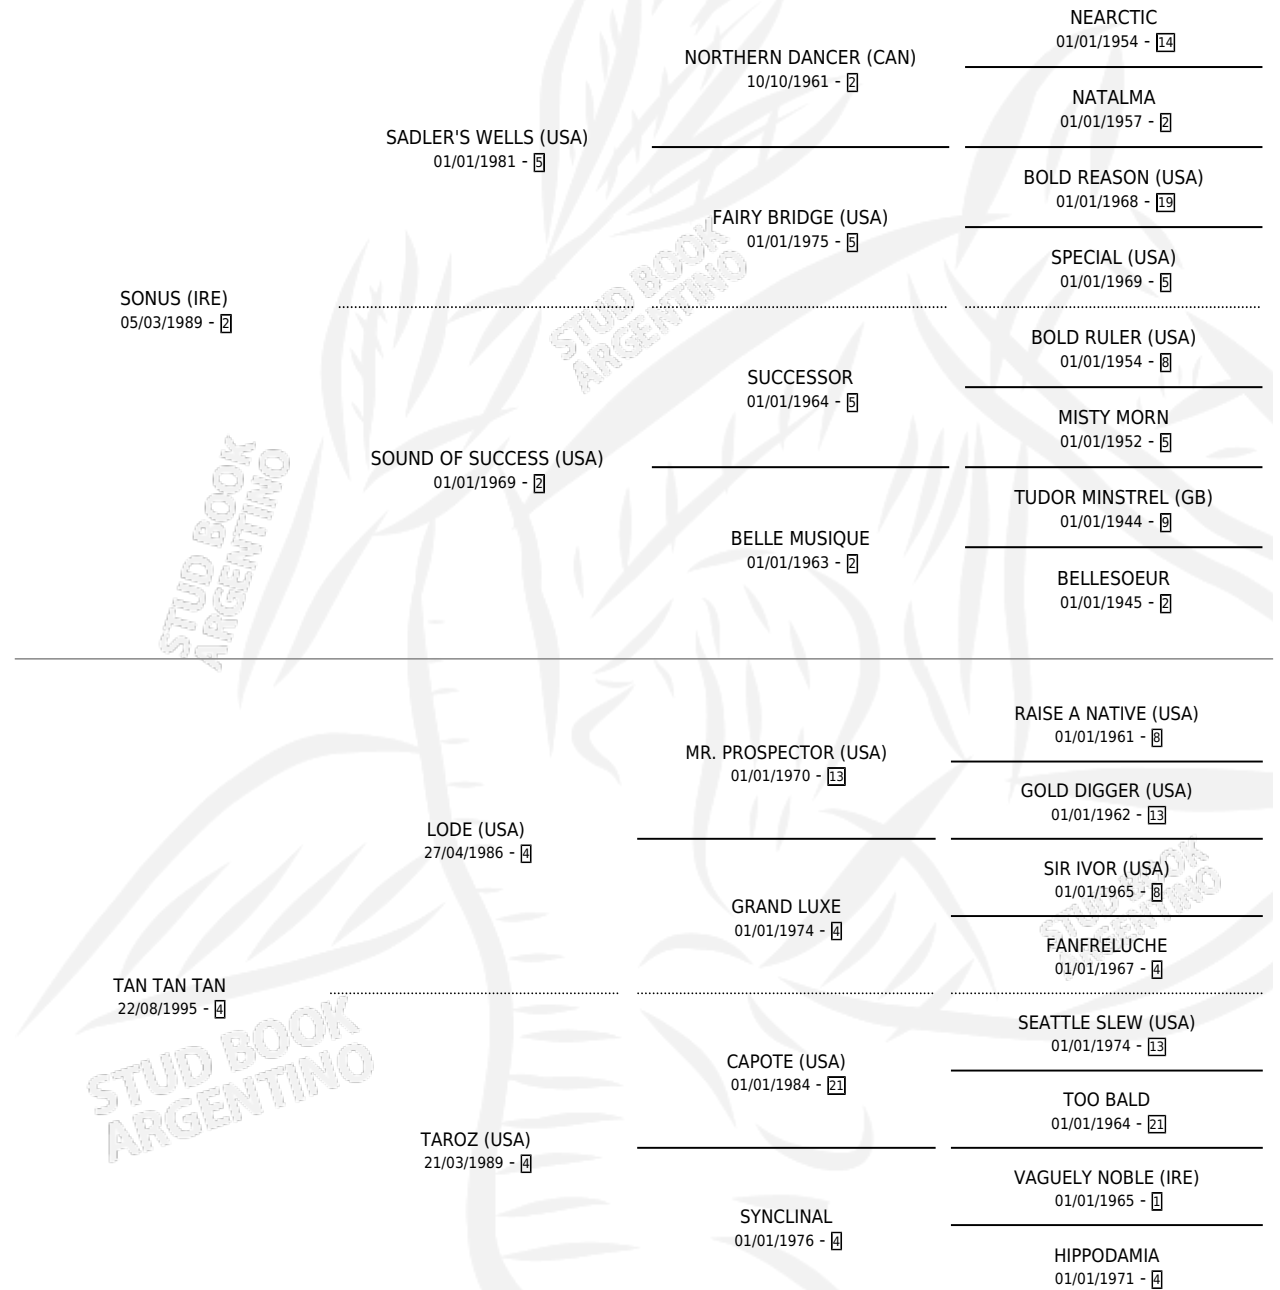 NEARCTIC
01/01/1954 - 14
NORTHERN DANCER (CAN)
10/10/1961 - 2
NATALMA
01/01/1957 - 2
SADLER'S WELLS (USA)
01/01/1981 - 5
BOLD REASON (USA)
01/01/1968 - 19
FAIRY BRIDGE (USA)
01/01/1975 - 5
SPECIAL (USA)
01/01/1969 - 5
STUD BOOK
ARGENTINO
SONUS (IRE)
05/03/1989 - 2
BOLD RULER (USA)
01/01/1954 - 8
SUCCESSOR
01/01/1964 - 5
MISTY MORN
01/01/1952 - 5
SOUND OF SUCCESS (USA)
01/01/1969 - 2
TUDOR MINSTREL (GB)
01/01/1944 - 9
BELLE MUSIQUE
01/01/1963 - 2
BELLESOEUR
01/01/1945 - 2
STUD BOOK
ARGENTINO
RAISE A NATIVE (USA)
01/01/1961 - 8
MR. PROSPECTOR (USA)
01/01/1970 - 13
GOLD DIGGER (USA)
01/01/1962 - 13
LODE (USA)
27/04/1986 - 4
SIR IVOR (USA)
01/01/1965 - 8
GRAND LUXE
01/01/1974 - 4
STUD BOOK
ARGENTINO
FANFRELUCHE
01/01/1967 - 4
TAN TAN TAN
22/08/1995 - 4
SEATTLE SLEW (USA)
01/01/1974 - 13
CAPOTE (USA)
01/01/1984 - 21
TOO BALD
01/01/1964 - 21
STUD BOOK
ARGENTINO
TAROZ (USA)
21/03/1989 - 4
VAGUELY NOBLE (IRE)
01/01/1965 - 1
SYNCLINAL
01/01/1976 - 4
HIPPODAMIA
01/01/1971 - 4